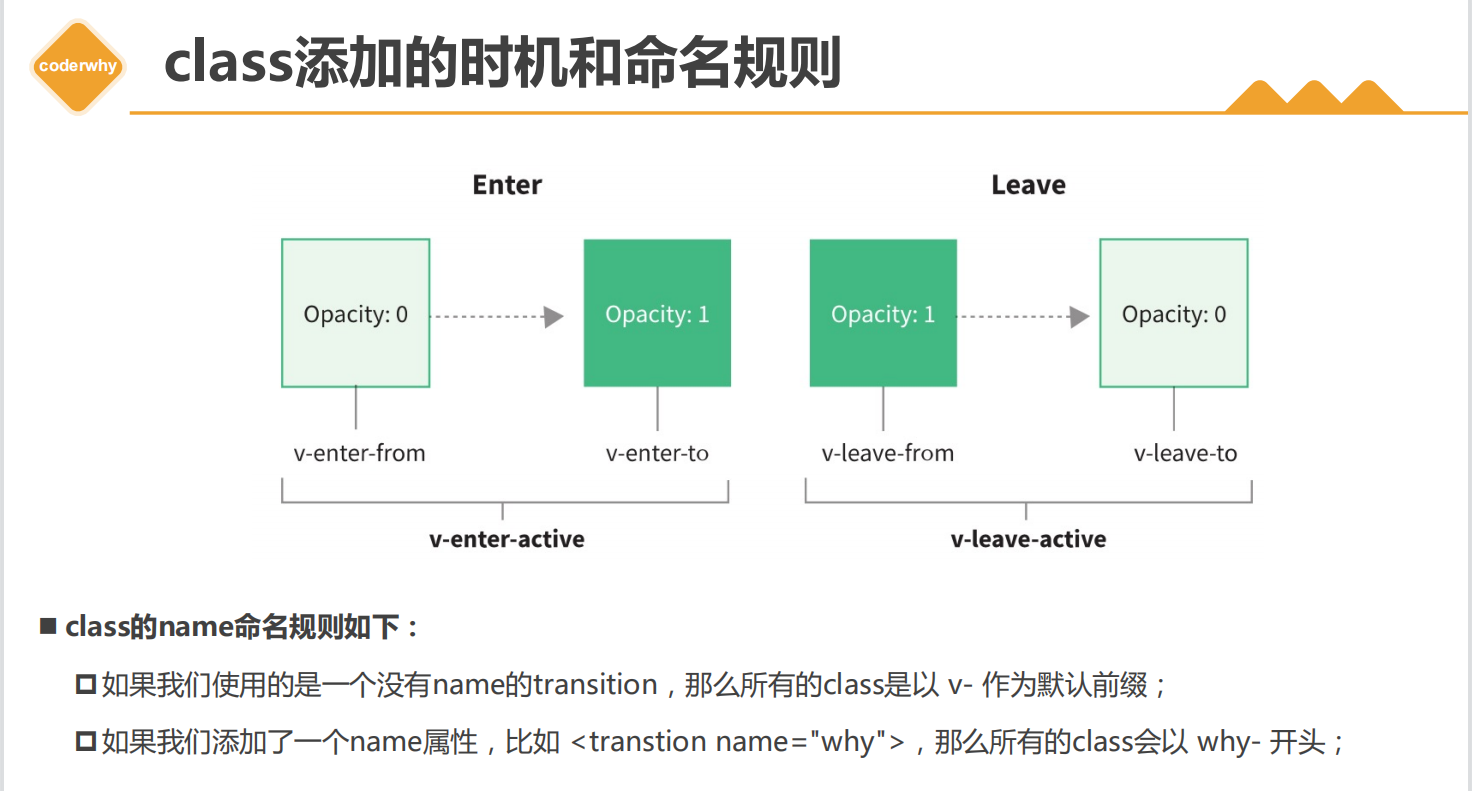 coderwhy
class添加的时机和命名规则
Enter
Leave
Opacity: 0
Opacity: 1
Opacity: 1
Opacity: 0
v-enter-from
v-enter-to
v-leave-from
v-leave-to
v-enter-active
v-leave-active
class的name命名规则如下：
如果我们使用的是一个没有name的transition，那么所有的class是以 v- 作为默认前缀；
如果我们添加了一个name属性，比如 <transtion name="why">，那么所有的class会以 why- 开头；